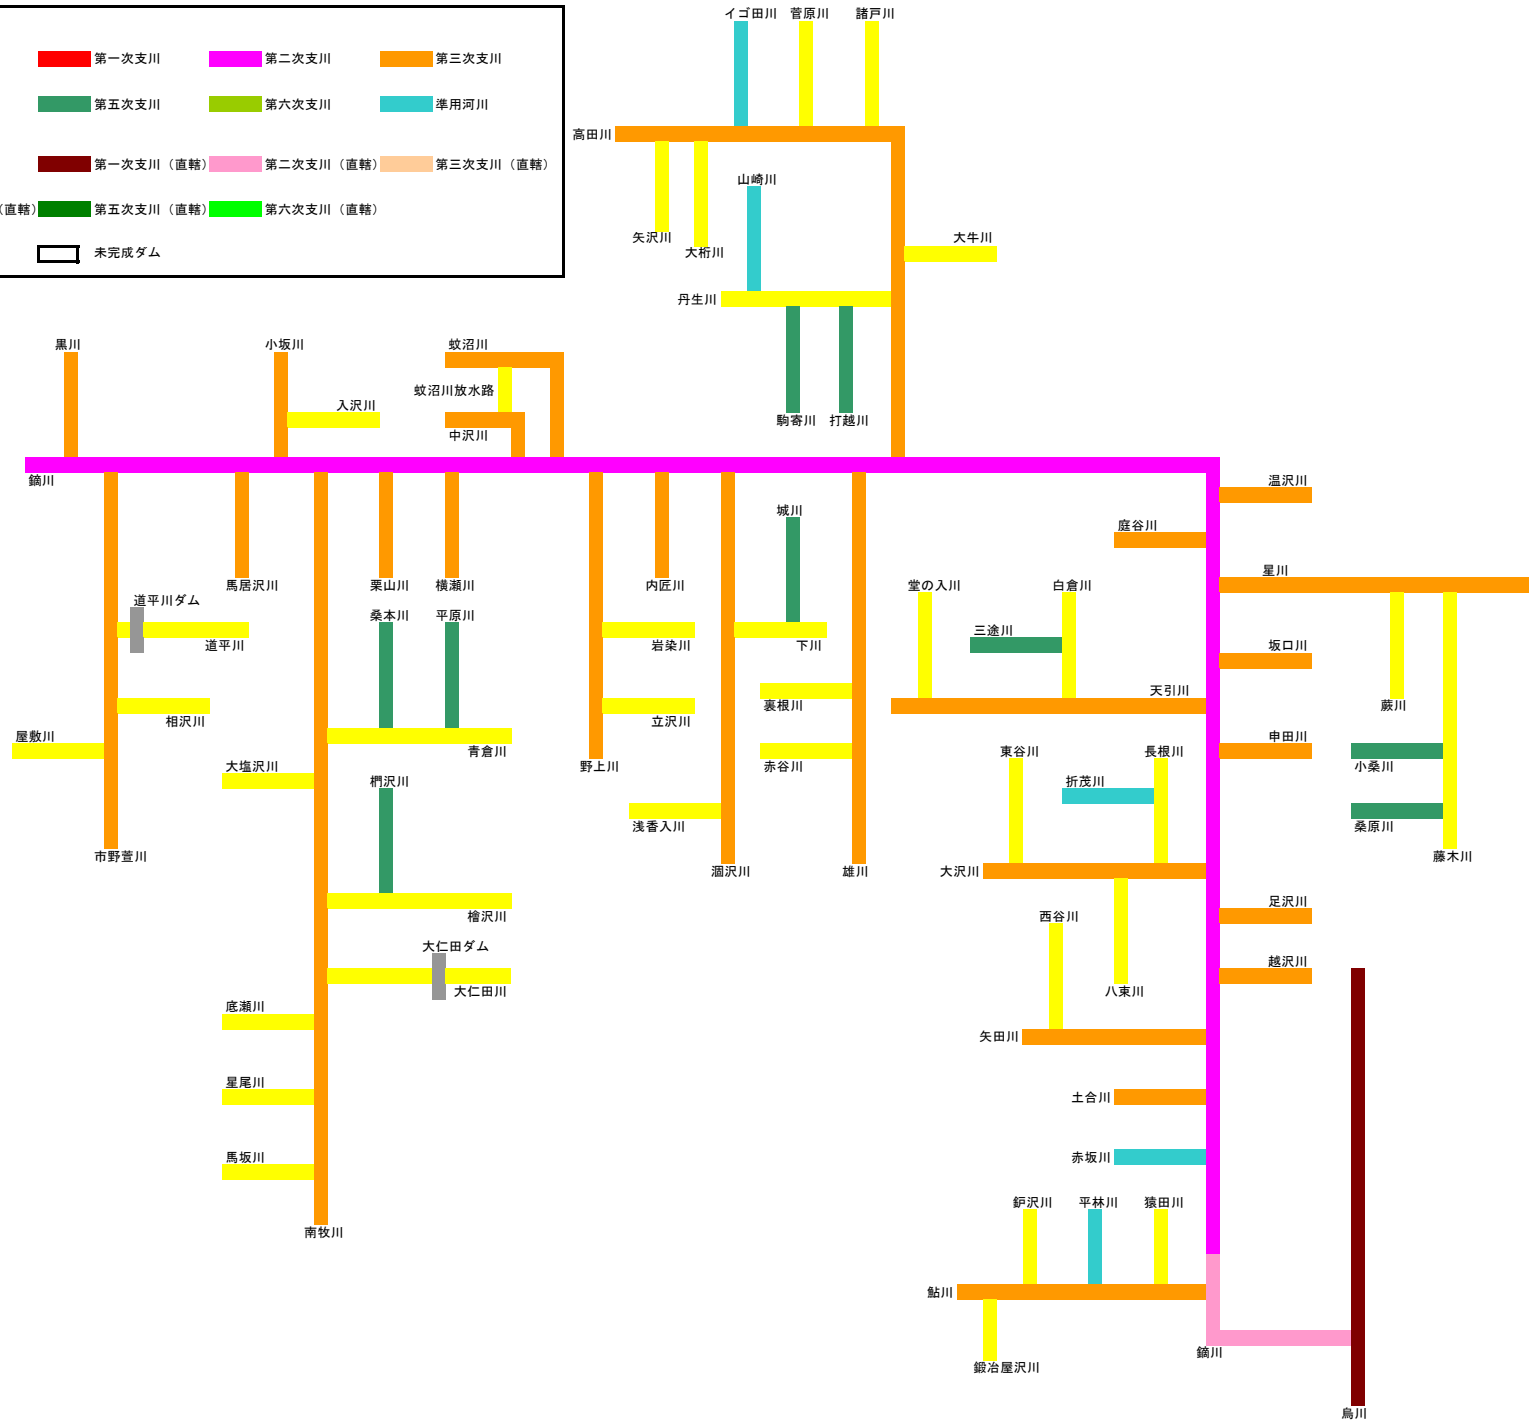 イゴ田川 菅原川 諸戸川
第一次支川 第二次支川 第三次支川
第五次支川 第六次支川 準用河川
高田川
第一次支川（直轄） 第二次支川（直轄） 第三次支川（直轄）
山崎川
（直轄） 第五次支川（直轄） 第六次支川（直轄）
矢沢川 大牛川
未完成ダム 大桁川
丹生川
黒川 小坂川 蚊沼川
蚊沼川放水路
入沢川
駒寄川 打越川
中沢川
鏑川 温沢川
城川
庭谷川
星川
馬居沢川 栗山川 横瀬川 内匠川 堂の入川 白倉川
道平川ダム
桑本川 平原川
三途川
道平川 岩染川 下川 坂口川
天引川
裏根川 蕨川
相沢川 立沢川
屋敷川 申田川
青倉川 東谷川 長根川
大塩沢川 野上川 赤谷川 小桑川
椚沢川 折茂川
浅香入川 桑原川
市野萱川 藤木川
涸沢川 雄川 大沢川
足沢川
檜沢川 西谷川
大仁田ダム
越沢川
大仁田川 八束川
底瀬川
矢田川
星尾川
土合川
馬坂川 赤坂川
鈩沢川 平林川 猿田川
南牧川
鮎川
鏑川
鍛冶屋沢川
烏川